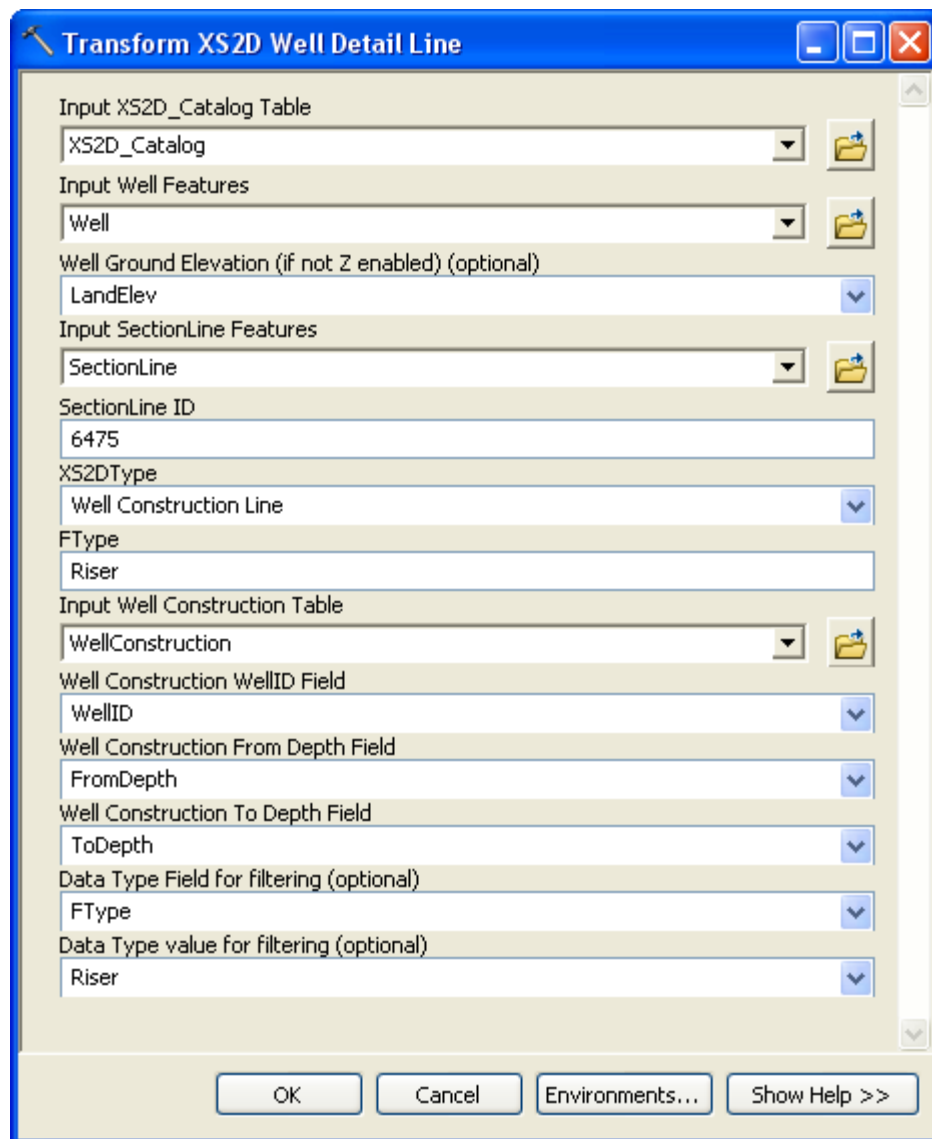 Transform XS2D Well Detail Line
Input XS2D_Catalog Table
XS2D_Catalog
Input Well Features
Well
Well Ground Elevation (if not Z enabled) (optional)
LandElev
Input SectionLine Features
SectionLine
SectionLine ID
6475
XS2DType
Well Construction Line
FType
Riser
Input Well Construction Table
WellConstruction
Well Construction WellID Field
WellID
Well Construction From Depth Field
FromDepth
Well Construction To Depth Field
ToDepth
Data Type Field for filtering (optional)
FType
Data Type value for filtering (optional)
Riser
OK Cancel Environments... Show Help >>